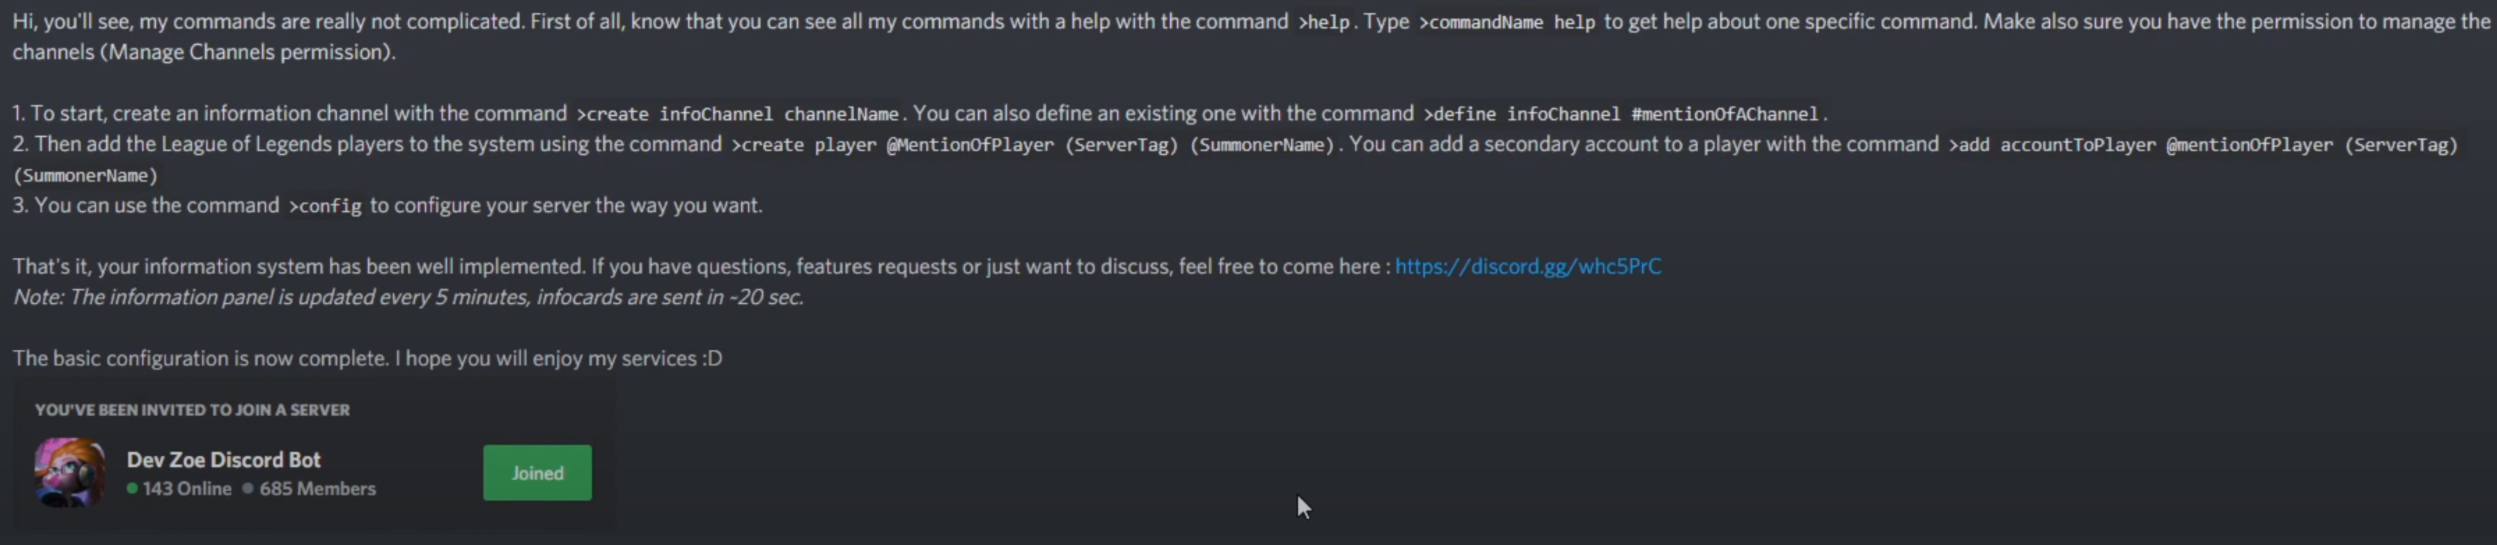 Hi, you'll see, my commands are really not complicated. First of all, know that you can see all my commands with a help with the command >help. Type >commandName help to get help about one specific command. Make also sure you have the permission to manage the
channels (Manage Channels permission).
1. To start, create an information channel with the command >create infoChannel channelName. You can also define an existing one with the command >define infoChannel #mentionOfAChannel.
2. Then add the League of Legends players to the system using the command >create player @MentionOfPlayer (ServerTag) (SummonerName). You can add a secondary account to a player with the command >add accountToPlayer @mentionOfPlayer (ServerTag)
(SummonerName)
3. You can use the command >config to configure your server the way you want.
That's it, your information system has been well implemented. If you have questions, features requests or just want to discuss, feel free to come here : https://discord.gg/whc5PrC
Note: The information panel is updated every 5 minutes, infocards are sent in ~20 sec.
The basic configuration is now complete. I hope you will enjoy my services :D
YOU'VE BEEN INVITED TO JOIN A SERVER
Dev Zoe Discord Bot
143 Online 685 Members
Joined